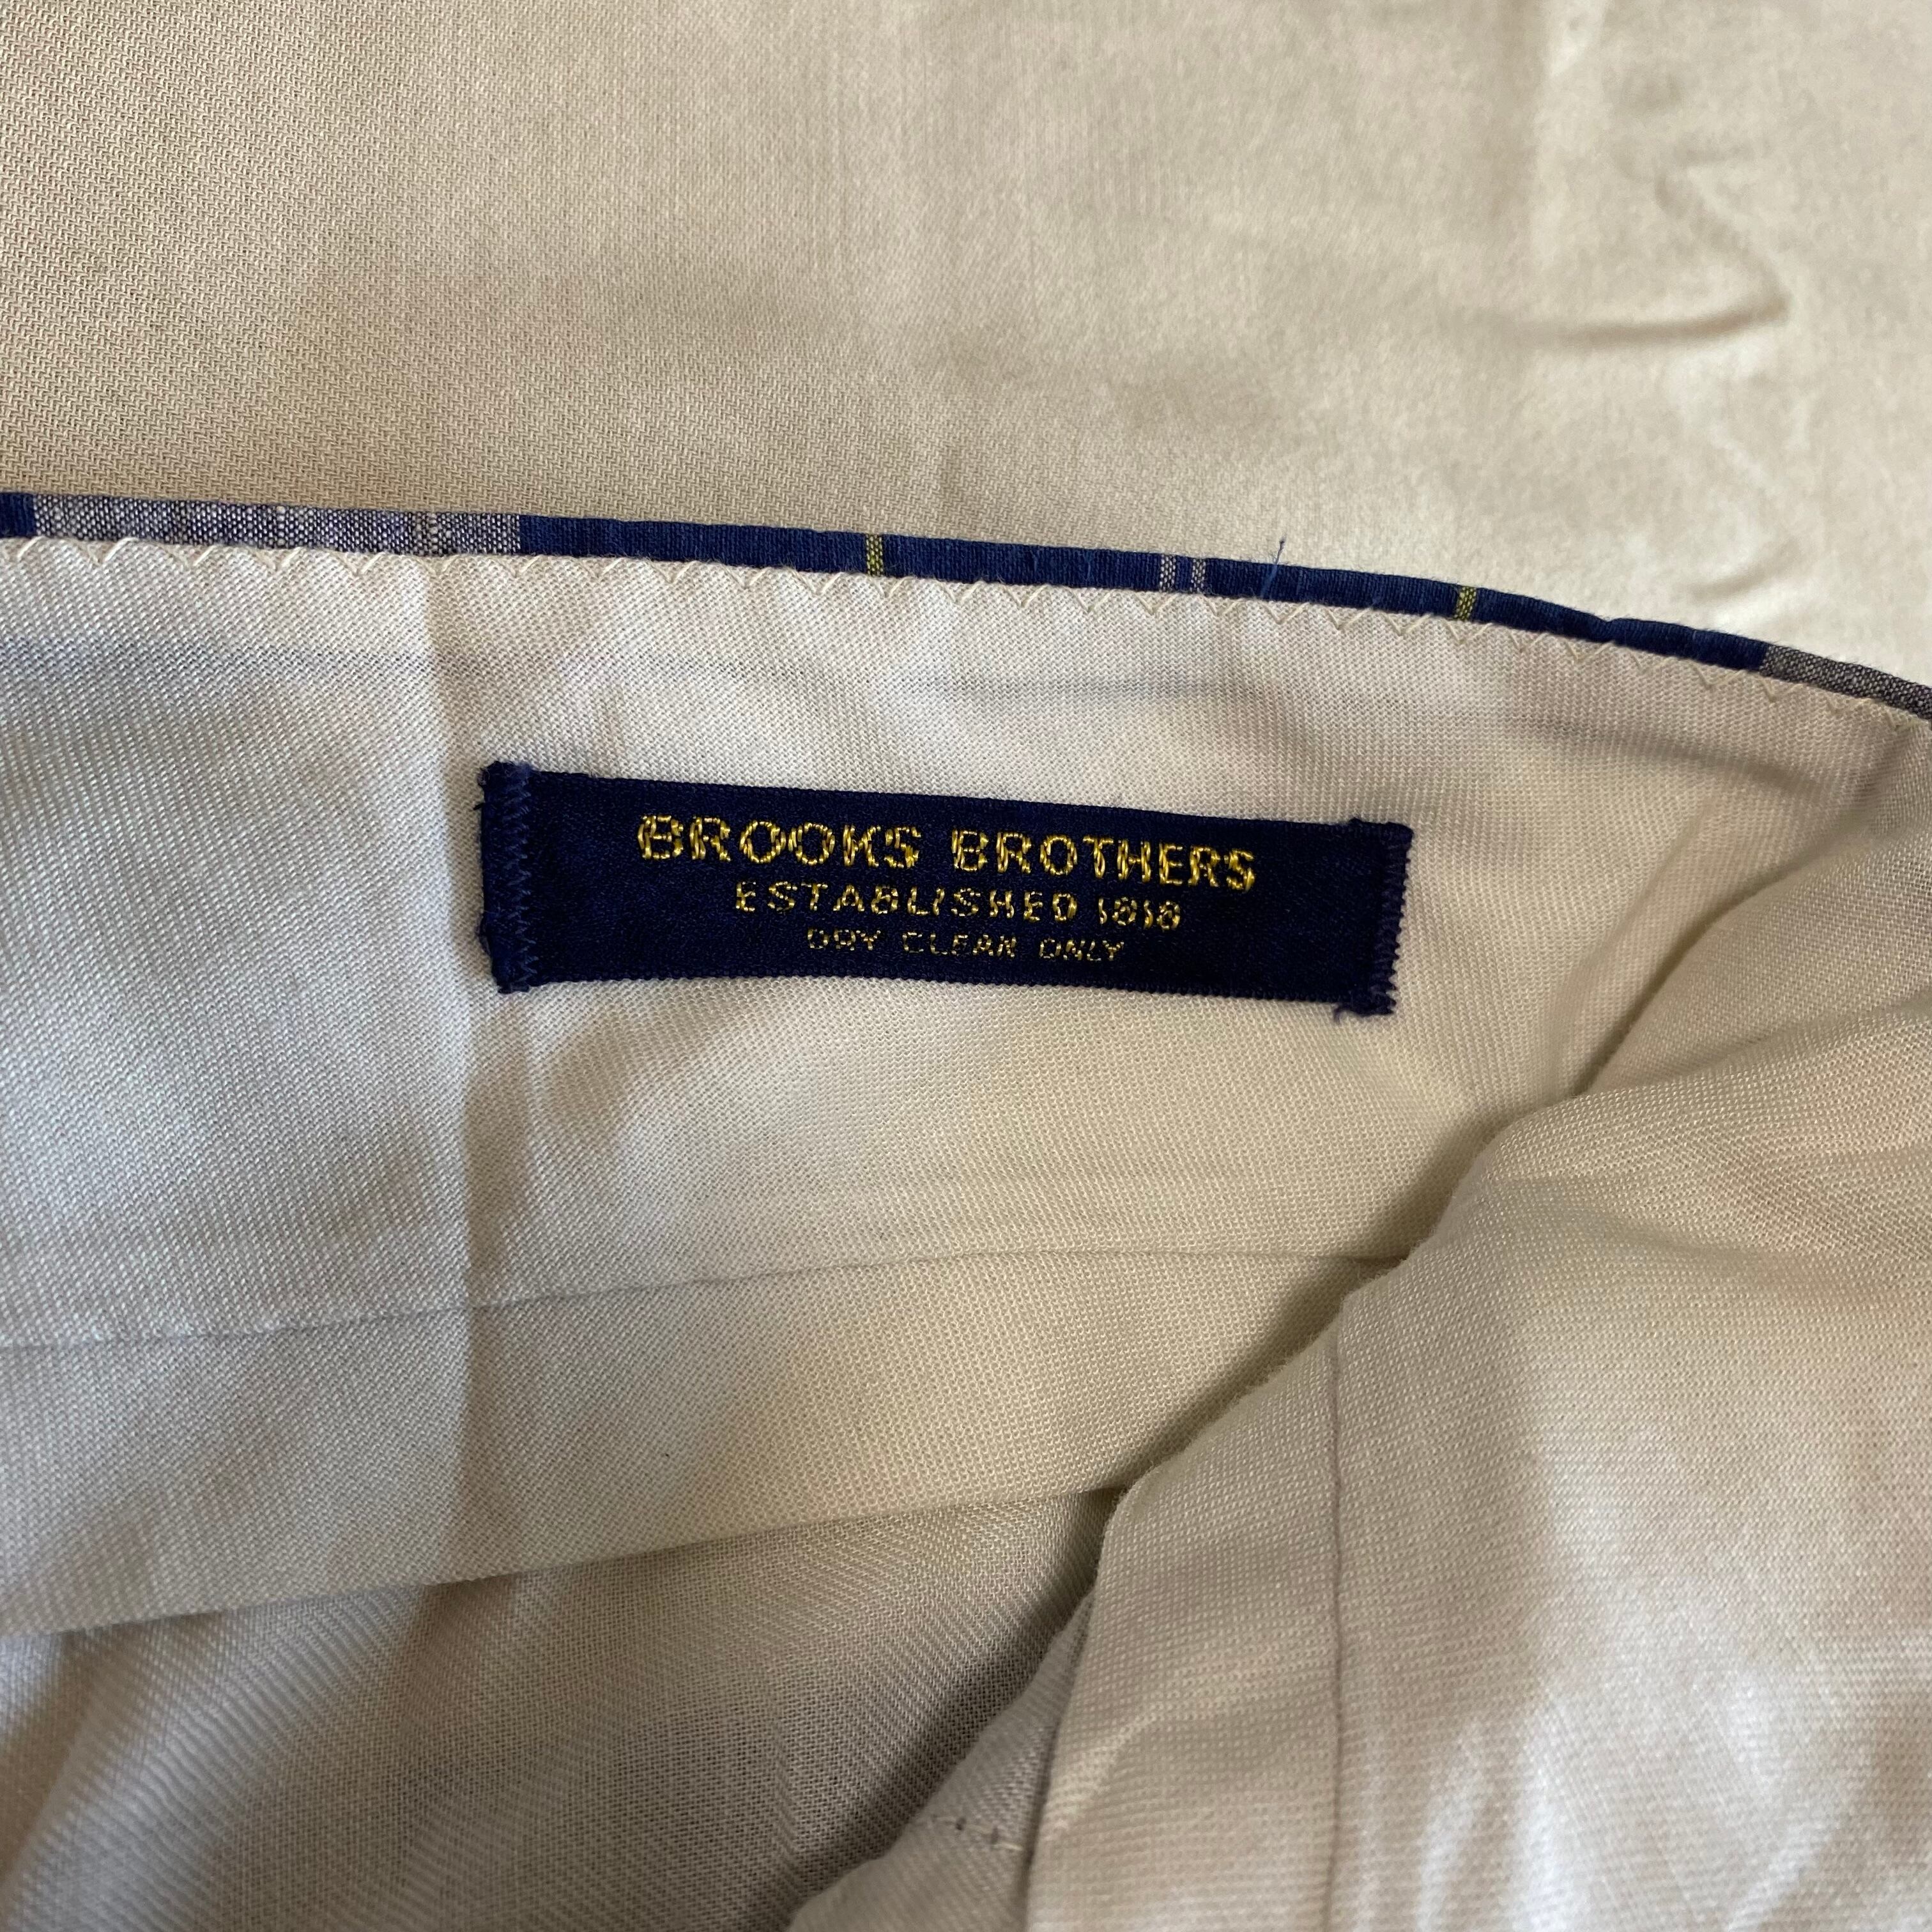 BROOKS BROTHERS
ESTABLISHED 1818
DRY CLEAN ONLY